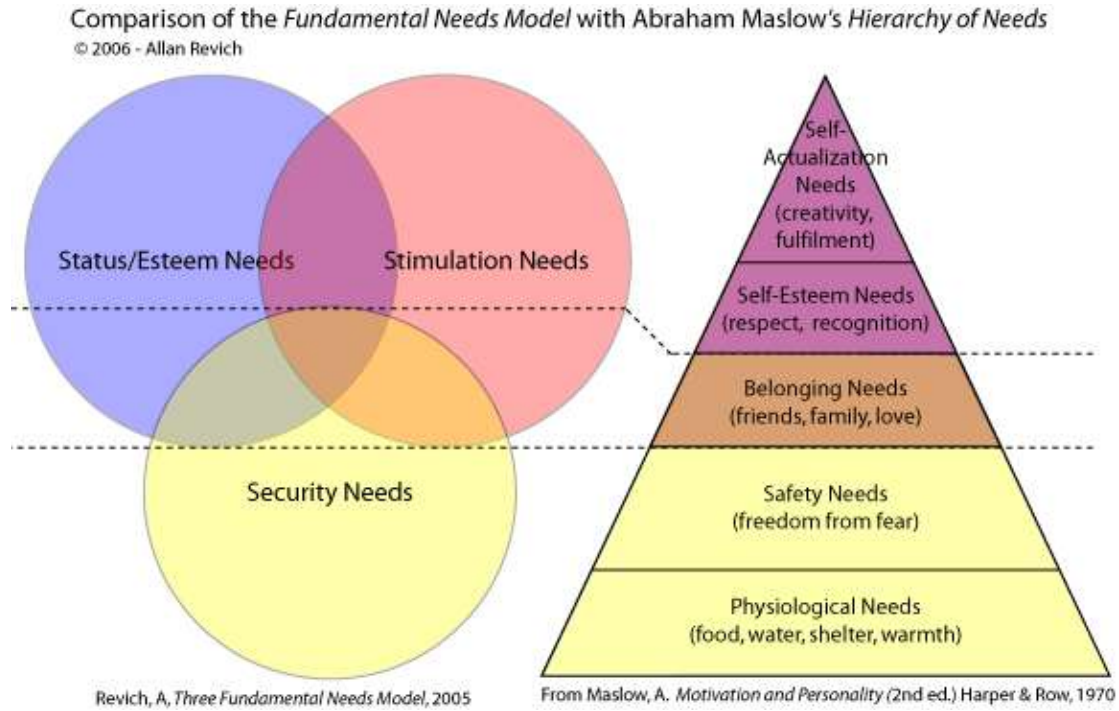 Comparison of the Fundamental Needs Model with Abraham Maslow's Hierarchy of Needs
© 2006 - Allan Revich
Status/Esteem Needs
Stimulation Needs
Security Needs
Self-
Actualization
Needs
(creativity,
fulfilment)
Self-Esteem Needs
(respect, recognition)
Belonging Needs
(friends, family, love)
Safety Needs
(freedom from fear)
Physiological Needs
(food, water, shelter, warmth)
Revich, A, Three Fundamental Needs Model, 2005
From Maslow, A. Motivation and Personality (2nd ed.) Harper & Row, 1970